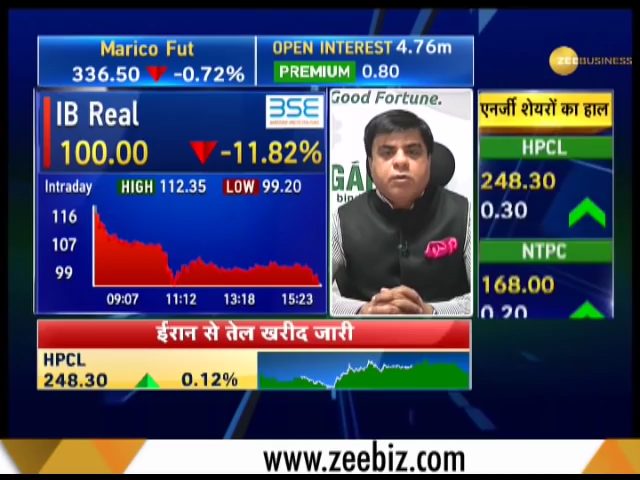 Marico Fut
336.50 -0.72%
OPEN INTEREST 4.76m
PREMIUM 0.80
ZEEBUSINESS
IB Real
BSE
100.00 -11.82%
Intraday HIGH 112.35 LOW 99.20
116
107
99
09:07 11:12 13:18 15:23
Good Fortune.
एनर्जी शेयरों का हाल
HPCL
248.30
0.30
NTPC
168.00
0.20
ईरान से तेल खरीद जारी
HPCL
248.30 0.12%
www.zeebiz.com